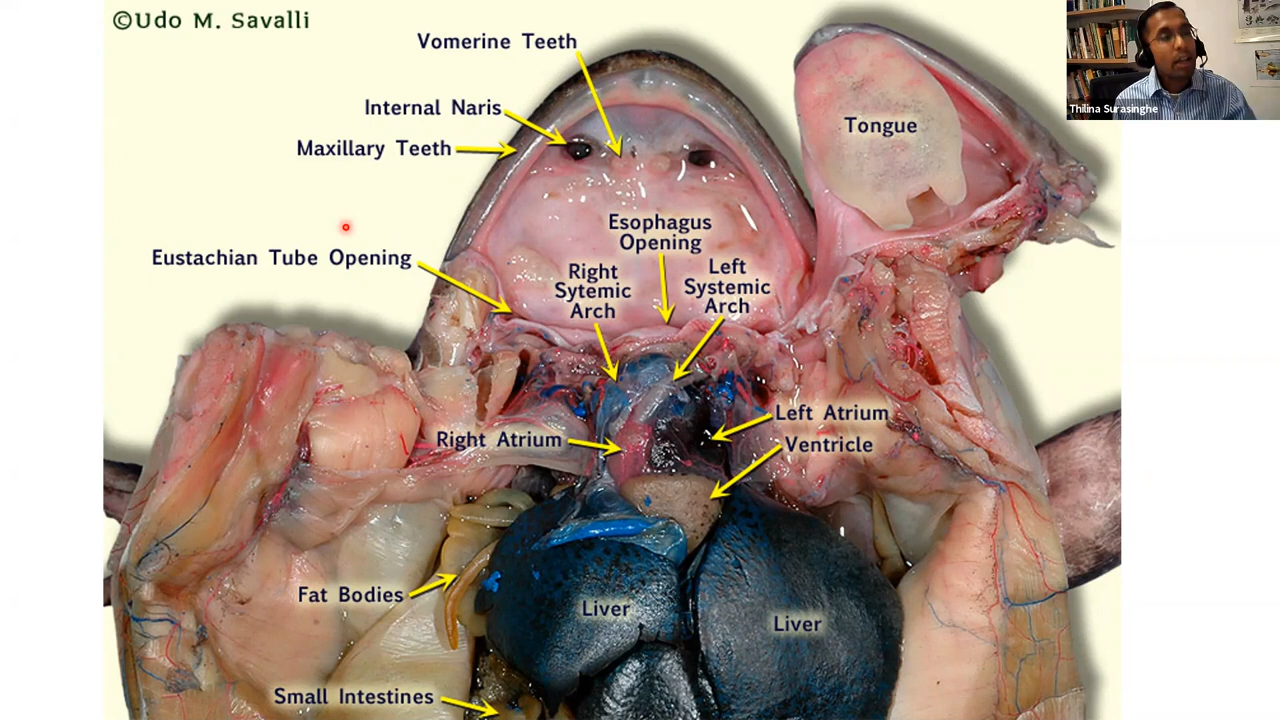 ©Udo M. Savalli
Vomerine Teeth
Internal Naris
Maxillary Teeth
Tongue
Thilina Surasinghe
Esophagus
Opening
Eustachian Tube Opening
Right
Sytemic
Arch
Left
Systemic
Arch
Left Atrium
Right Atrium
Ventricle
Fat Bodies
Liver
Liver
Small Intestines